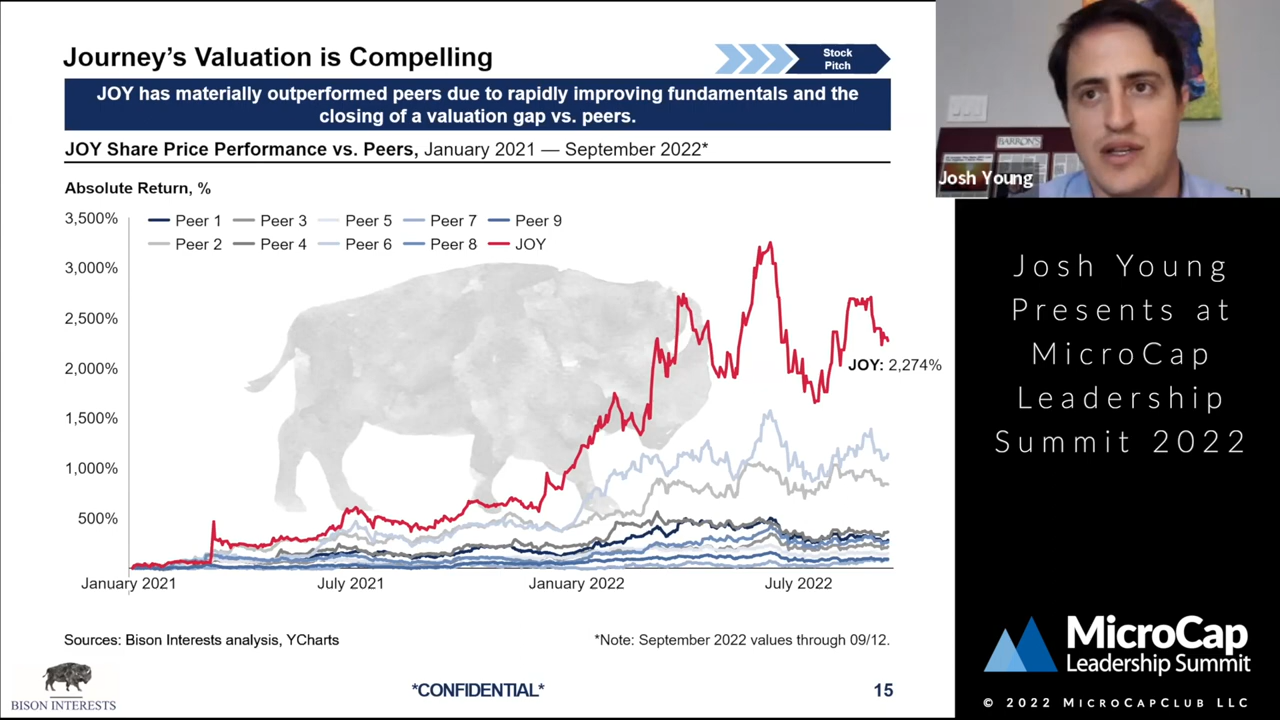 Journey's Valuation is Compelling
Stock
Pitch
JOY has materially outperformed peers due to rapidly improving fundamentals and the
closing of a valuation gap vs. peers.
JOY Share Price Performance vs. Peers, January 2021 — September 2022*
Absolute Return, %
3,500%
3,000%
2,500%
2,000%
1,500%
1,000%
500%
Peer 1 Peer 3 Peer 5 Peer 7 Peer 9
Peer 2 Peer 4 Peer 6 Peer 8 JOY
JOY: 2,274%
January 2021 July 2021 January 2022 July 2022
Sources: Bison Interests analysis, YCharts
*Note: September 2022 values through 09/12.
BISON INTERESTS
*CONFIDENTIAL*
15
BARRON'S
Josh Young
Josh Young
Presents at
MicroCap
Leadership
Summit 2022
MicroCap
Leadership Summit
© 2022 MICROCAPCLUB LLC